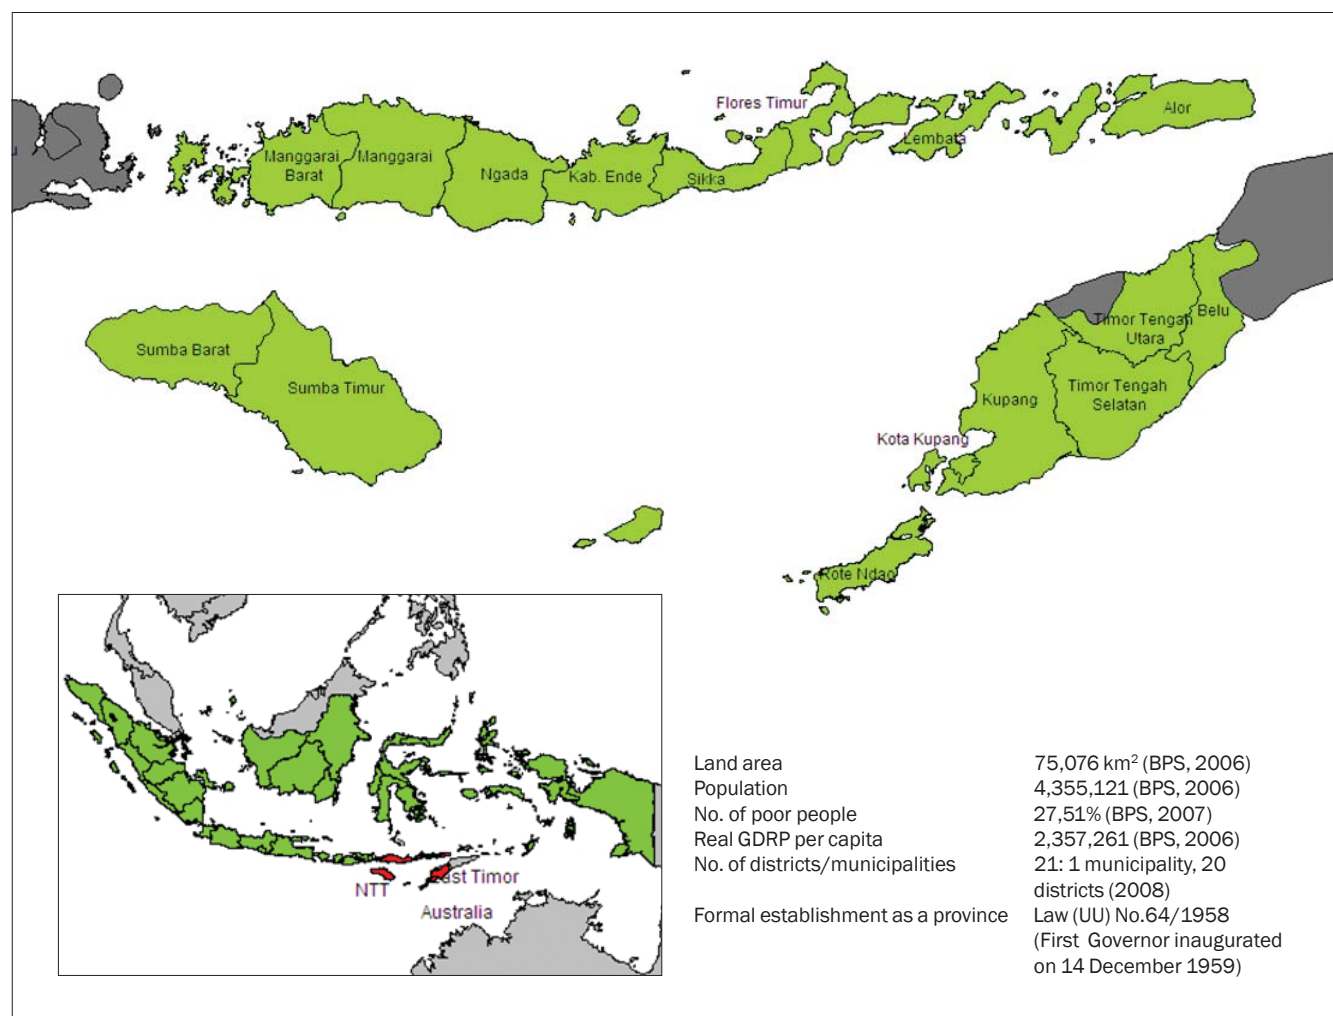 Flores Timur
Alor
Lembata
Manggarai
Barat
Manggarai
Ngada
Kab. Ende
Sikka
Belu
Timor Tengah
Utara
Sumba Barat
Sumba Timur
Timor Tengah
Selatan
Kupang
Kota Kupang
Rote Ndao
East Timor
NTT
Australia
Land area 75,076 km² (BPS, 2006)
Population 4,355,121 (BPS, 2006)
No. of poor people 27,51% (BPS, 2007)
Real GDRP per capita 2,357,261 (BPS, 2006)
No. of districts/municipalities 21: 1 municipality, 20
districts (2008)
Formal establishment as a province Law (UU) No.64/1958
(First Governor inaugurated
on 14 December 1959)